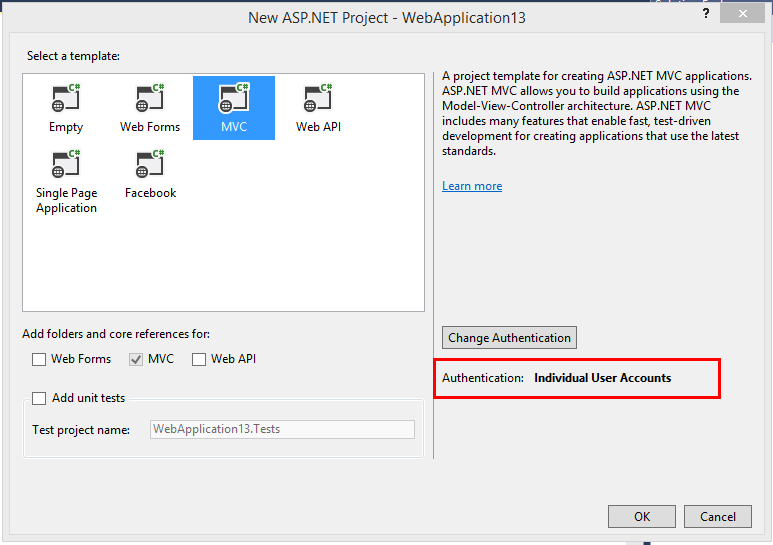 New ASP.NET Project - WebApplication13
?
Select a template:
C#
C#
C#
C#
Empty
Web Forms
MVC
Web API
C#
C#
Single Page
Application
Facebook
A project template for creating ASP.NET MVC applications.
ASP.NET MVC allows you to build applications using the
Model-View-Controller architecture. ASP.NET MVC
includes many features that enable fast, test-driven
development for creating applications that use the latest
standards.
Learn more
Add folders and core references for:
Web Forms
MVC
Web API
Add unit tests
Test project name:
WebApplication13.Tests
Change Authentication
Authentication: Individual User Accounts
OK
Cancel